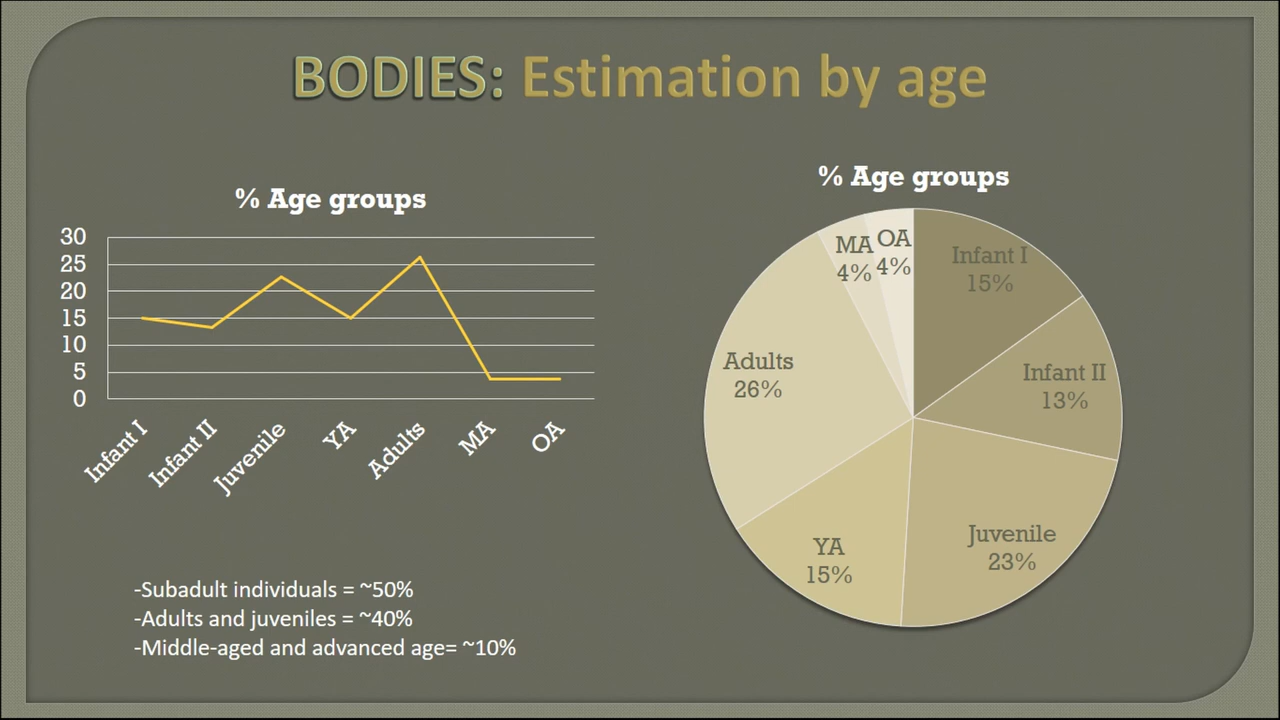 BODIES: Estimation by age
% Age groups
30
25
20
15
10
5
0
Infant I
Infant II
Juvenile
YA
Adults
MA
OA
-Subadult individuals = ~50%
-Adults and juveniles = ~40%
-Middle-aged and advanced age= ~10%
% Age groups
Infant I
15%
Infant II
13%
Juvenile
23%
YA
15%
Adults
26%
MA
4%
OA
4%